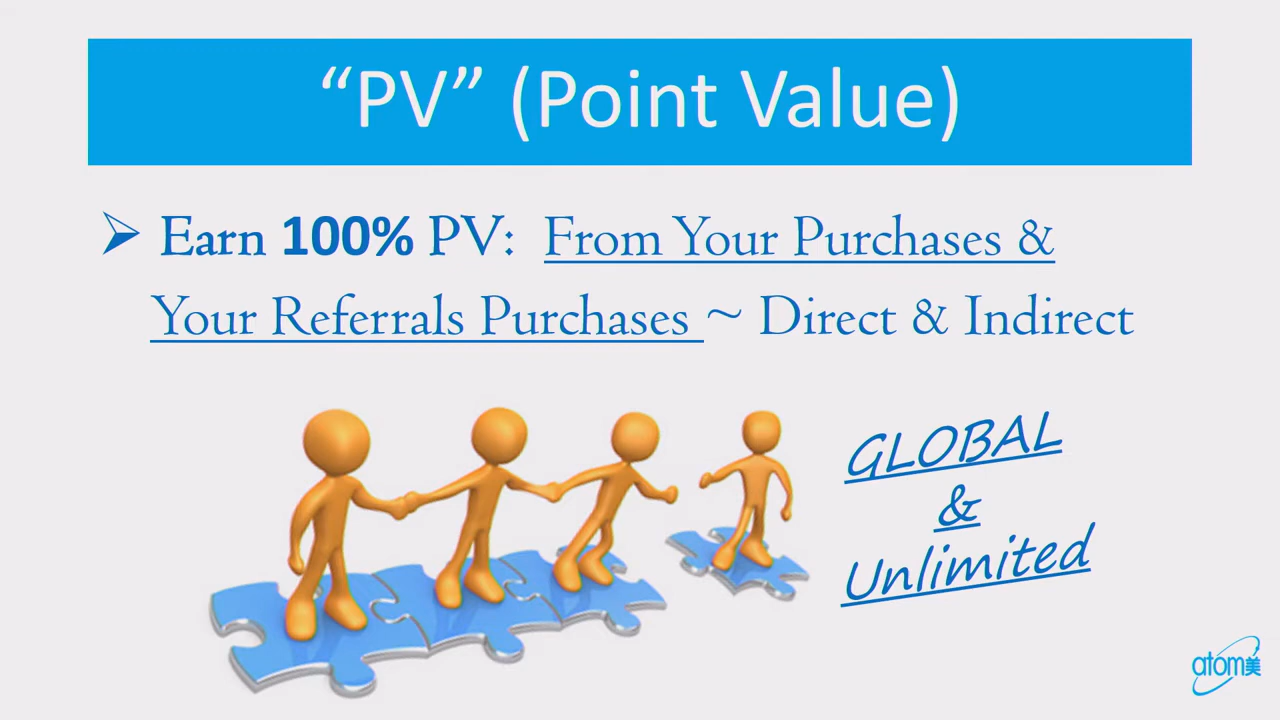 “PV” (Point Value)
➢ Earn 100% PV: From Your Purchases &
Your Referrals Purchases ~ Direct & Indirect
GLOBAL
&
Unlimited
atom美